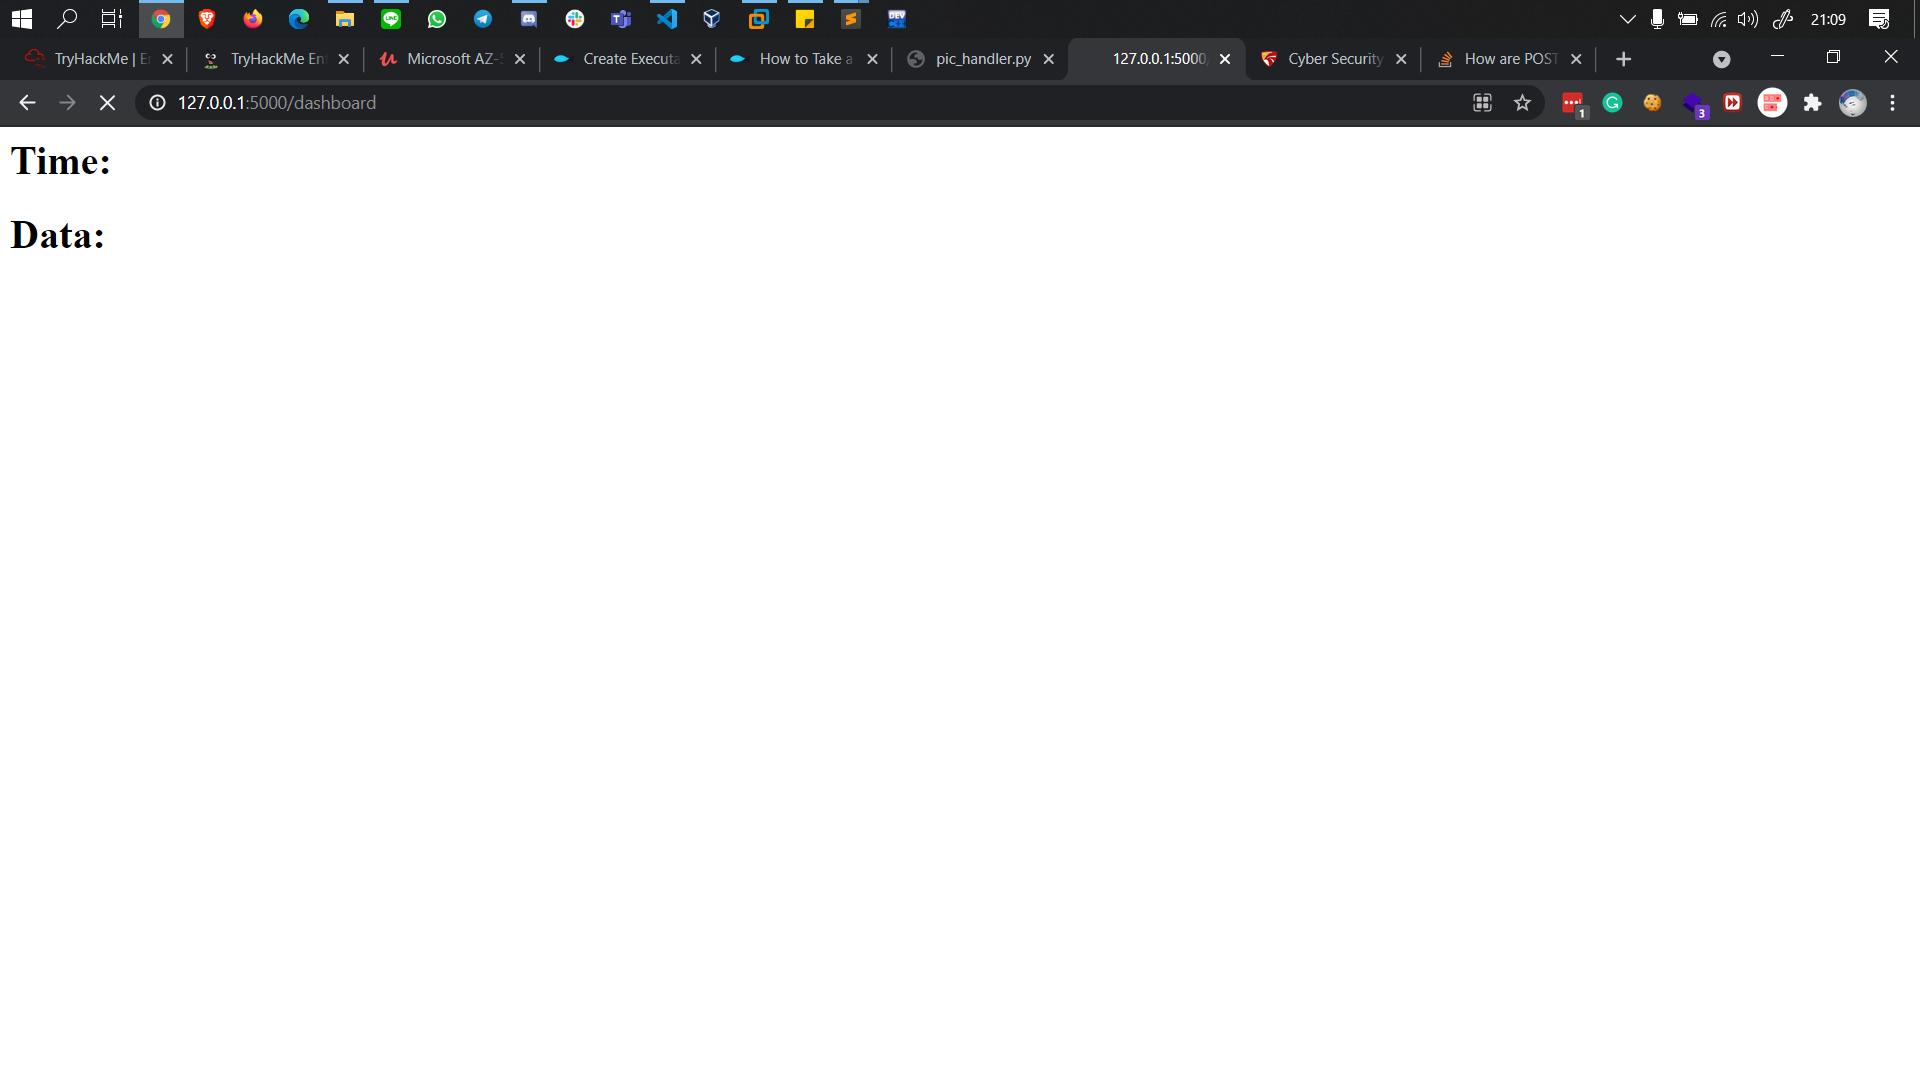 21:09
TryHackMe | E
TryHackMe Ent
Microsoft AZ-
Create Executa
How to Take a
pic_handler.py
127.0.0.1:5000
Cyber Security
How are POST
127.0.0.1:5000/dashboard
1
3
Time:
Data: